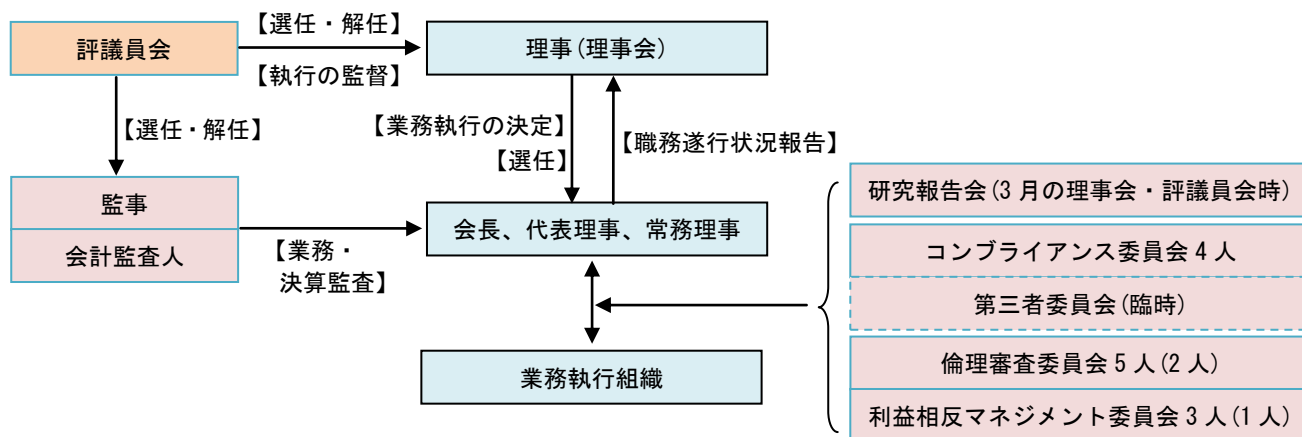 評議員会
【選任・解任】
【執行の監督】
理事(理事会)
【選任・解任】
【業務執行の決定】
【選任】
【職務遂行状況報告】
監事
会計監査人
【業務・
決算監査】
会長、代表理事、常務理事
業務執行組織
研究報告会(3月の理事会・評議員会時)
コンブライアンス委員会 4 人
第三者委員会(臨時)
倫理審査委員会 5 人(2 人)
利益相反マネジメント委員会 3 人(1 人)